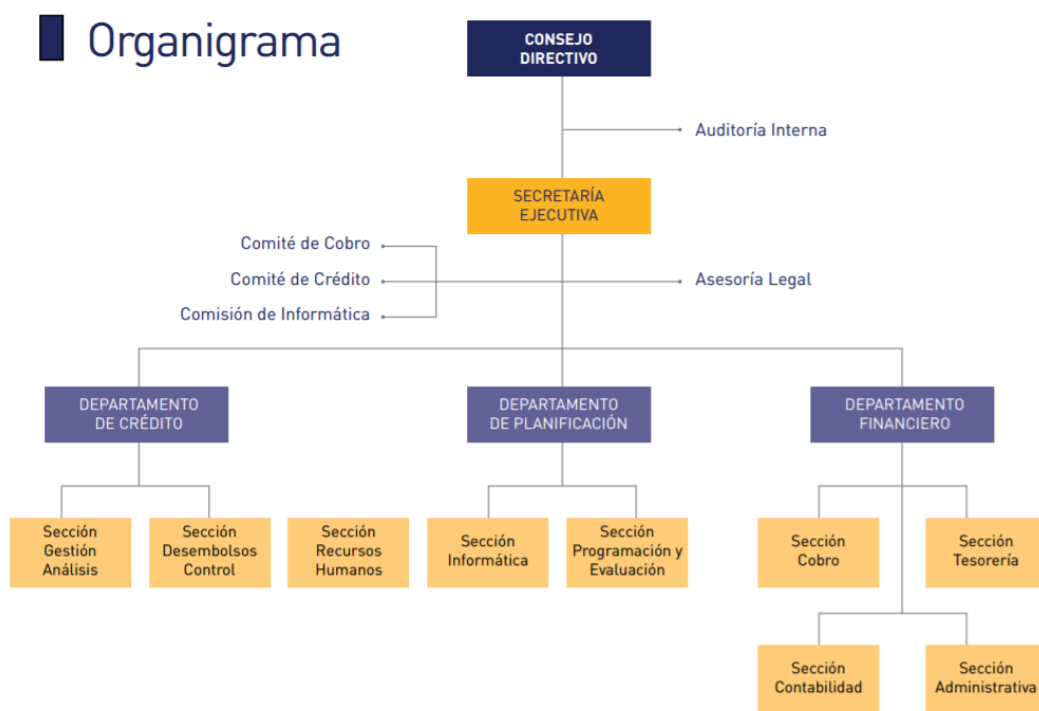 Organigrama
CONSEJO
DIRECTIVO
Auditoría Interna
SECRETARÍA
EJECUTIVA
Comité de Cobro
Comité de Crédito
Asesoría Legal
Comisión de Informática
DEPARTAMENTO
DE CRÉDITO
DEPARTAMENTO
DE PLANIFICACIÓN
DEPARTAMENTO
FINANCIERO
Sección
Gestión
Análisis
Sección
Desembolsos
Control
Sección
Recursos
Humanos
Sección
Informática
Sección
Programación y
Evaluación
Sección
Cobro
Sección
Tesorería
Sección
Contabilidad
Sección
Administrativa